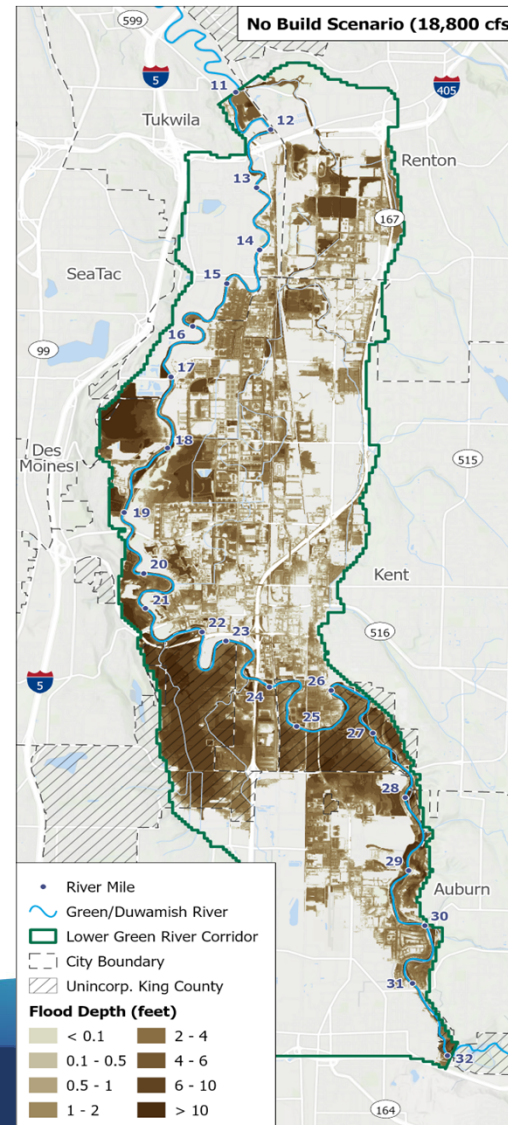 No Build Scenario (18,800 cfs
599
5
11
405
Tukwila
12
Renton
13
167
14
SeaTac
15
16
99
17
Des
Moines
18
515
19
20
Kent
21
22
23
516
5
24
26
25
27
28
29
Auburn
30
31
32
164
River Mile
Green/Duwamish River
Lower Green River Corridor
City Boundary
Unincorp. King County
Flood Depth (feet)
< 0.1
2 - 4
0.1 - 0.5
4 - 6
0.5 - 1
6 - 10
1 - 2
> 10